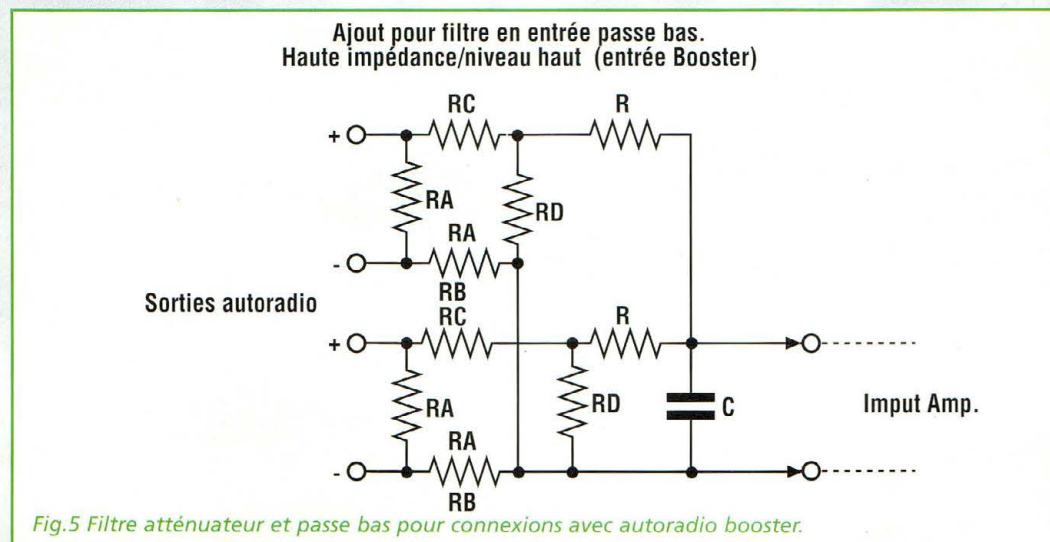 Ajout pour filtre en entrée passe bas.
Haute impédance/niveau haut (entrée Booster)
RC
R
+
RA
RD
RA
-
RB
Sorties autoradio
RC
R
+
RA
RD
C
Imput Amp.
RA
-
RB
Fig.5 Filtre atténuateur et passe bas pour connexions avec autoradio booster.